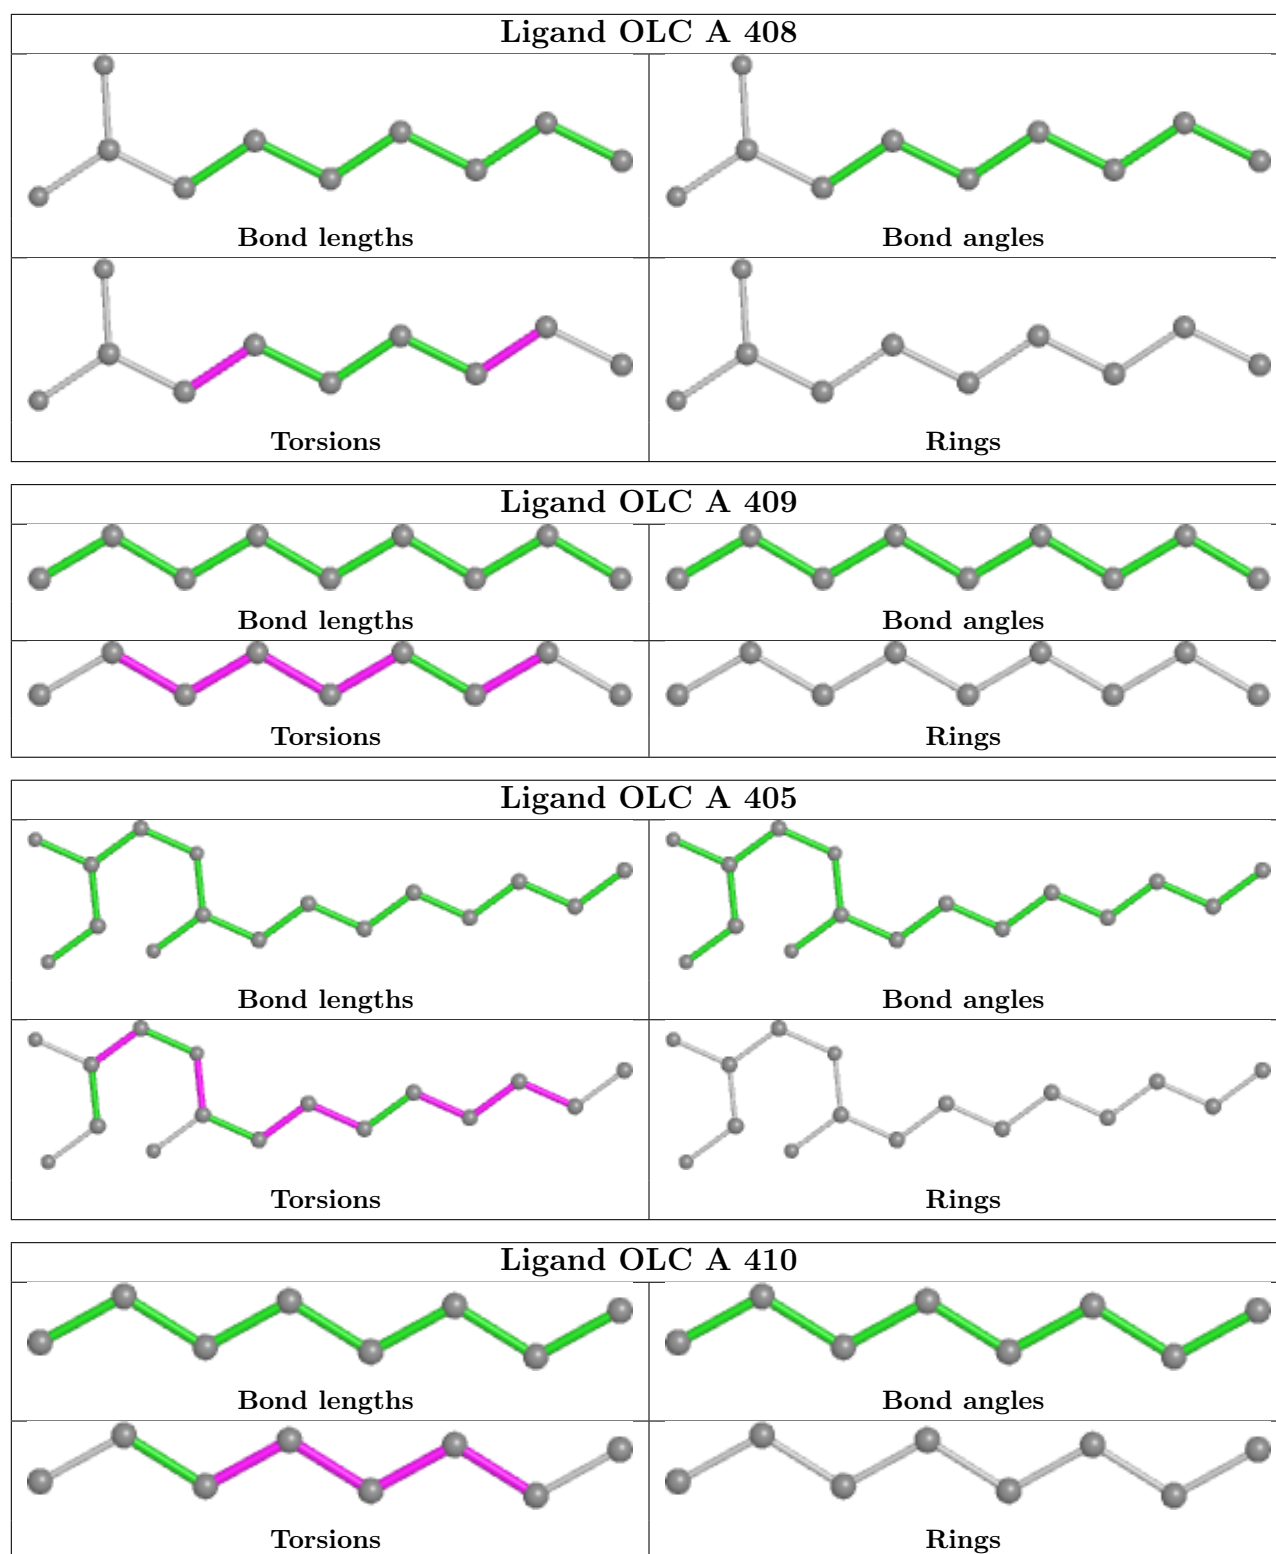 Ligand OLC A 408
Bond lengths
Bond angles
Torsions
Rings
Ligand OLC A 409
Bond lengths
Bond angles
Torsions
Rings
Ligand OLC A 405
Bond lengths
Bond angles
Torsions
Rings
Ligand OLC A 410
Bond lengths
Bond angles
Torsions
Rings